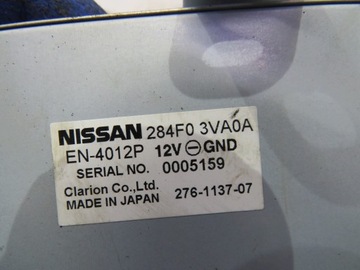 NISSAN 284F0 3VA0A
EN-4012P 12V ⊖ GND
SERIAL NO. 0005159
Clarion Co.,Ltd. 276-1137-07
MADE IN JAPAN